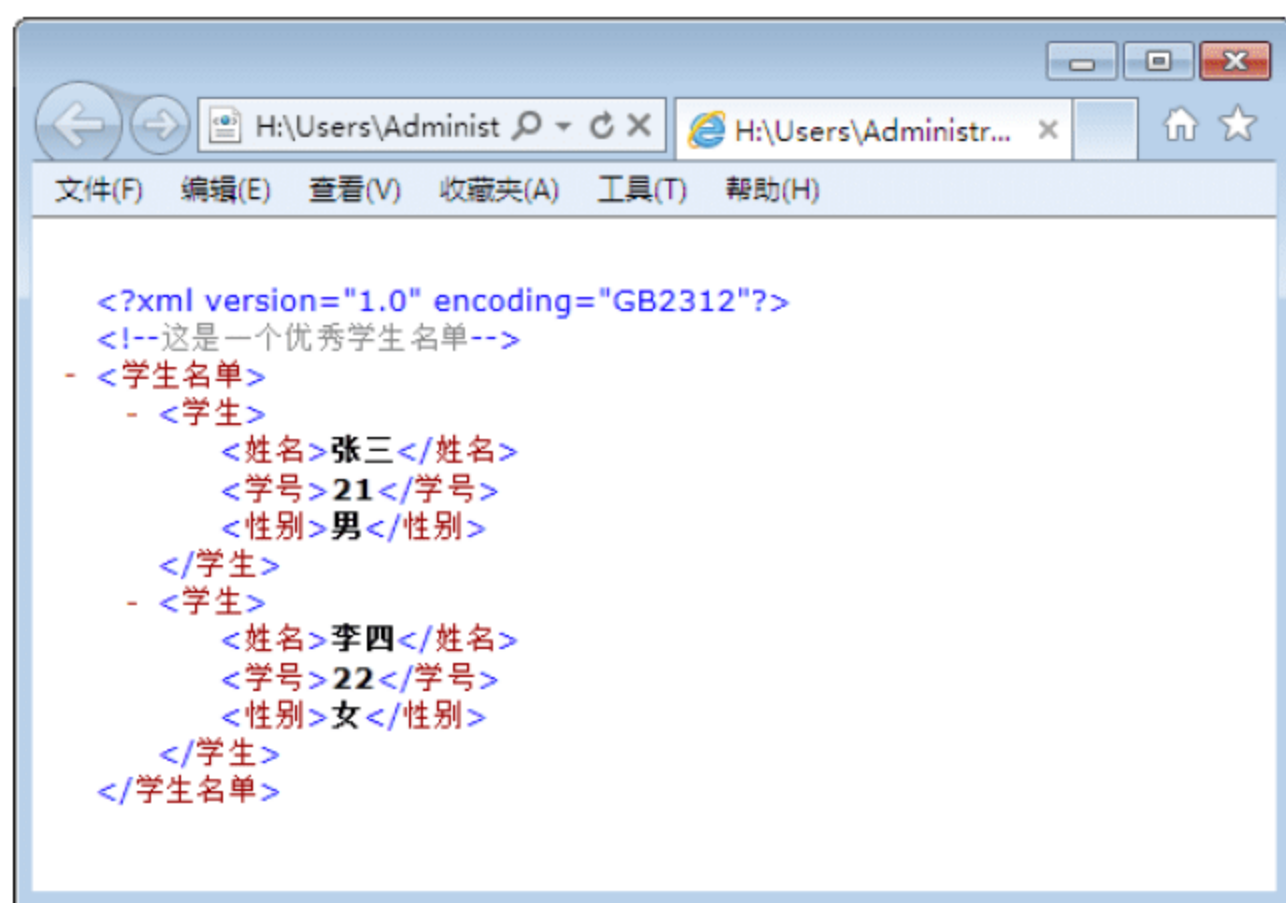 H:\Users\Administ
H:\Users\Administr...
文件(F) 编辑(E) 查看(V) 收藏夹(A) 工具(T) 帮助(H)
<?xml version="1.0" encoding="GB2312"?>
<!--这是一个优秀学生名单-->
- <学生名单>
- <学生>
<姓名>张三</姓名>
<学号>21</学号>
<性别>男</性别>
</学生>
- <学生>
<姓名>李四</姓名>
<学号>22</学号>
<性别>女</性别>
</学生>
</学生名单>